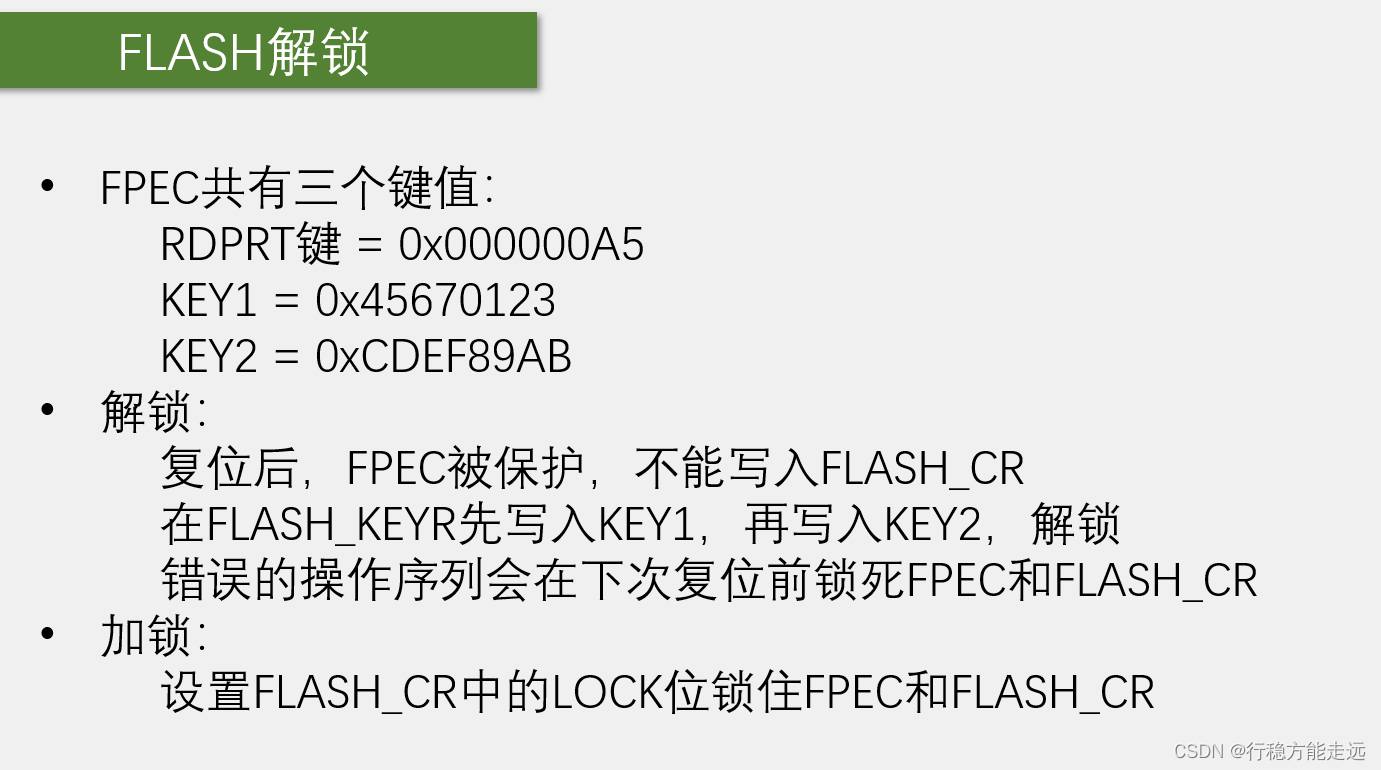 FLASH解锁
• FPEC共有三个键值：
RDPRT键 = 0x000000A5
KEY1 = 0x45670123
KEY2 = 0xCDEF89AB
• 解锁：
复位后，FPEC被保护，不能写入FLASH_CR
在FLASH_KEYR先写入KEY1，再写入KEY2，解锁
错误的操作序列会在下次复位前锁死FPEC和FLASH_CR
• 加锁：
设置FLASH_CR中的LOCK位锁住FPEC和FLASH_CR
CSDN @行稳方能走远